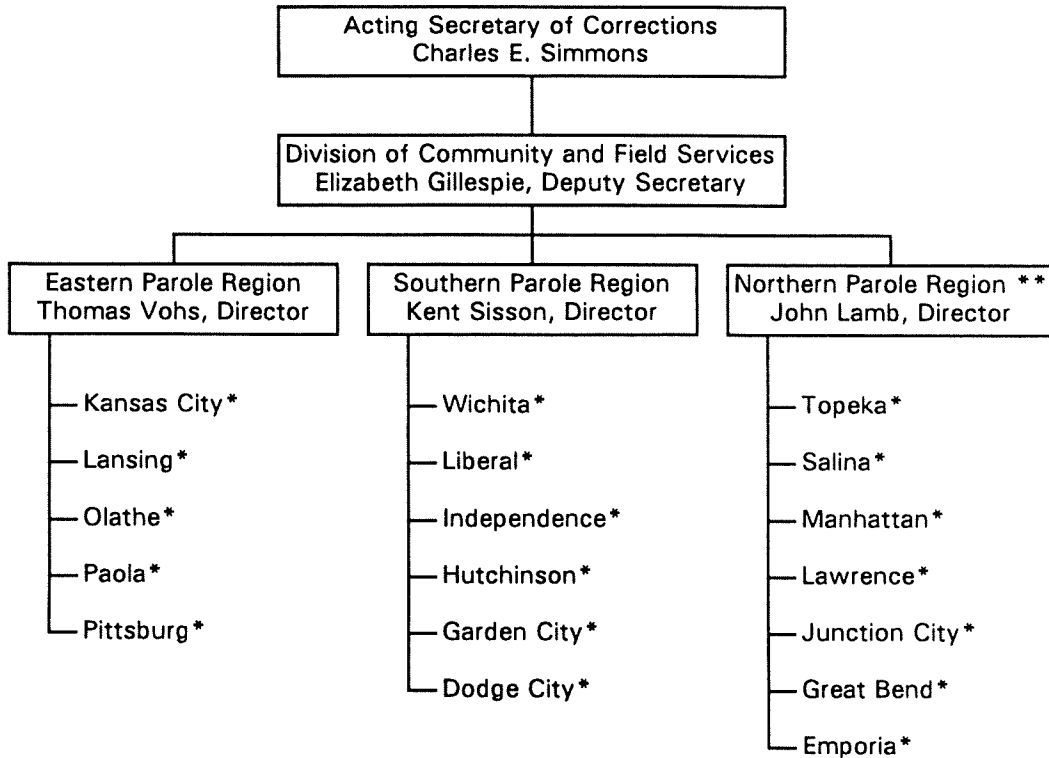 Acting Secretary of Corrections
Charles E. Simmons
Division of Community and Field Services
Elizabeth Gillespie, Deputy Secretary
Eastern Parole Region
Thomas Vohs, Director
Kansas City*
Lansing*
Olathe*
Paola*
Pittsburg*
Southern Parole Region
Kent Sisson, Director
Wichita*
Liberal*
Independence*
Hutchinson*
Garden City*
Dodge City*
Northern Parole Region **
John Lamb, Director
Topeka*
Salina*
Manhattan*
Lawrence*
Junction City*
Great Bend*
Emporia*